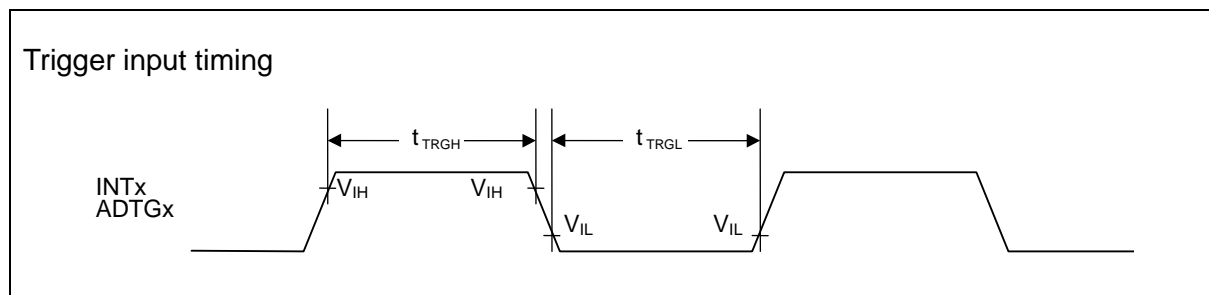 Trigger input timing
t TRGH
t TRGL
INTx
ADTGx
VIH
VIH
VIL
VIL